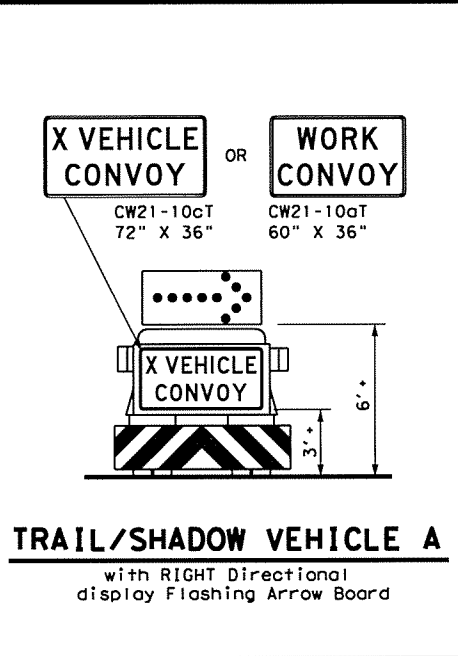 X VEHICLE
CONVOY
OR
WORK
CONVOY
CW21-10cT
72" X 36"
CW21-10aT
60" X 36"
X VEHICLE
CONVOY
6'+
3'+
TRAIL/SHADOW VEHICLE A
with RIGHT Directional
display Flashing Arrow Board